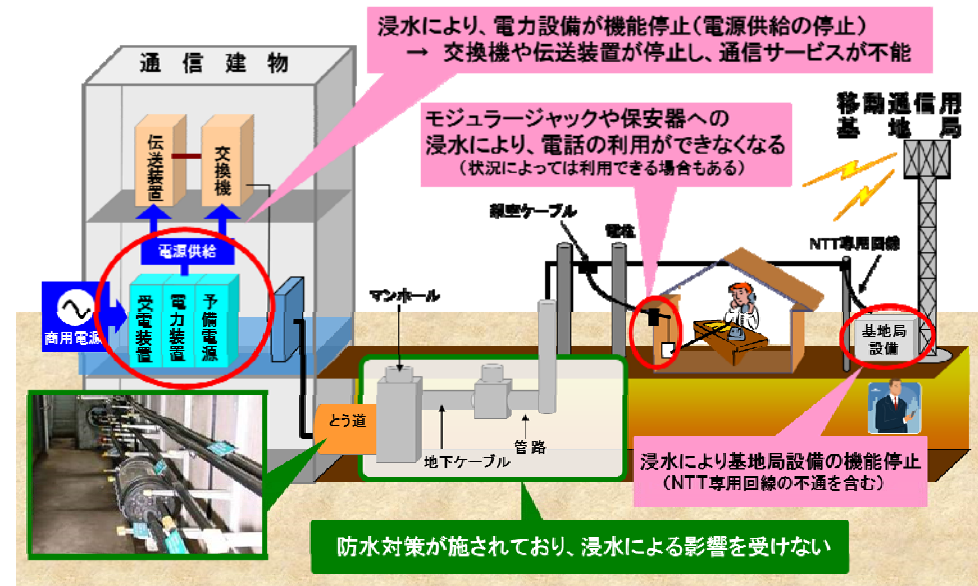 浸水により、電力設備が機能停止(電源供給の停止)
→ 交換機や伝送装置が停止し、通信サービスが不能
通信建物
モジュラージャックや保安器への
浸水により、電話の利用ができなくなる
(状況によっては利用できる場合もある)
移動通信用
基地局
伝送装置
交換機
架空ケーブル
電柱
NTT専用回線
電源供給
マンホール
商用電源
受電装置
電力装置
予備電源
基地局
設備
とう道
地下ケーブル
管路
浸水により基地局設備の機能停止
(NTT専用回線の不通を含む)
防水対策が施されており、浸水による影響を受けない